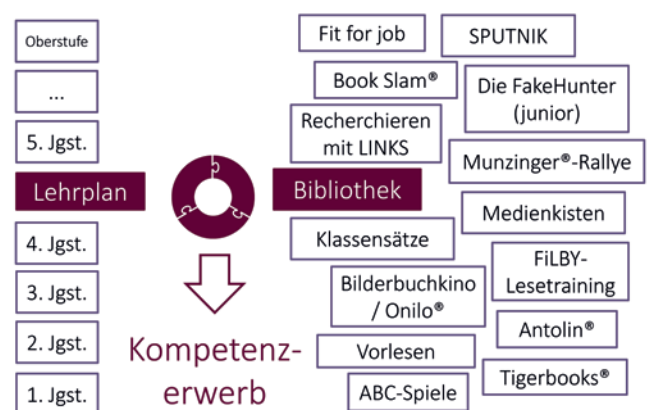 Oberstufe
...
5. Jgst.
Lehrplan
4. Jgst.
3. Jgst.
2. Jgst.
1. Jgst.
Kompetenz-
erwerb
Fit for job
SPUTNIK
Book Slam®
Die FakeHunter
(junior)
Recherchieren
mit LINKS
Munzinger®-Rallye
Bibliothek
Medienkisten
Klassensätze
FiLBY-
Lesetraining
Bilderbuchkino
/ Onilo®
Antolin®
Vorlesen
Tigerbooks®
ABC-Spiele